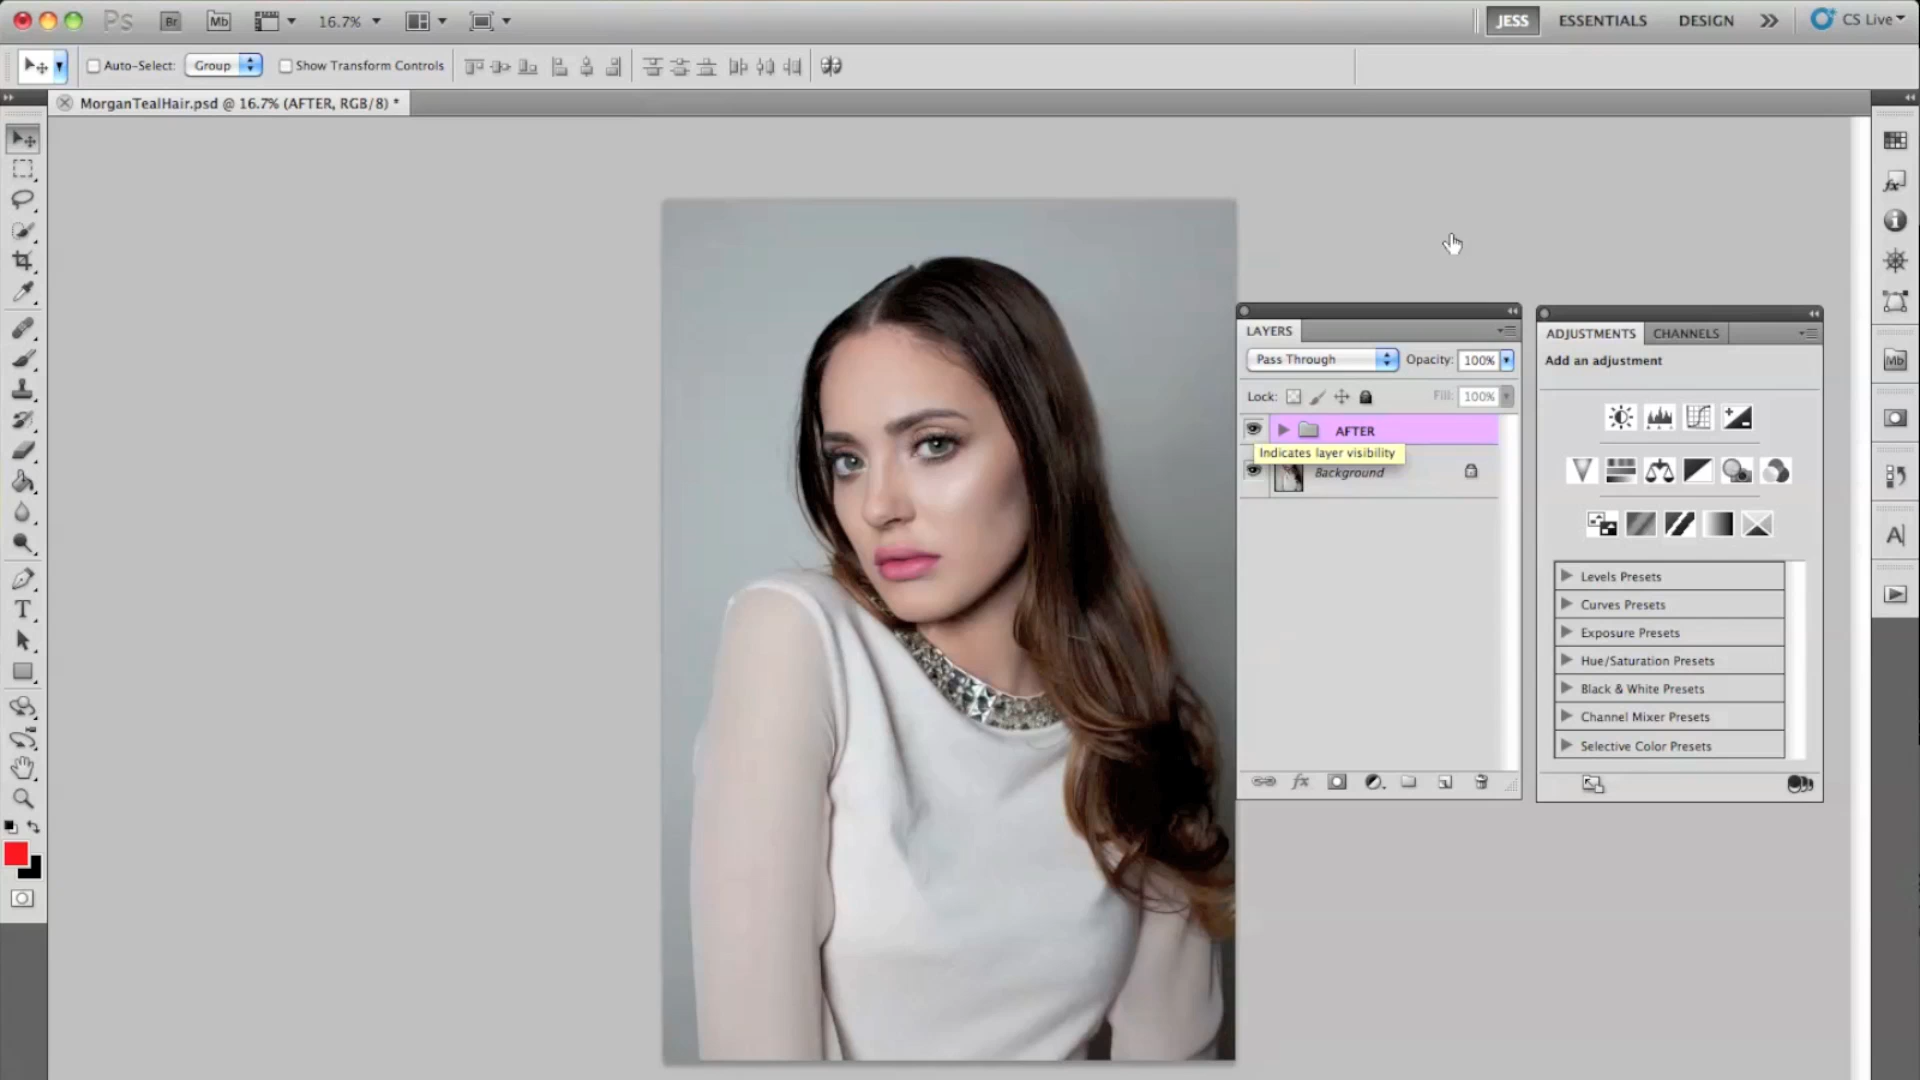 Ps Br Mb 16.7% JESS ESSENTIALS DESIGN CS Live
Auto-Select: Group Show Transform Controls
MorganTealHair.psd @ 16.7% (AFTER, RGB/8) *
LAYERS
Pass Through Opacity: 100%
Lock: Fill: 100%
AFTER
Indicates layer visibility
Background
fx
ADJUSTMENTS CHANNELS
Add an adjustment
Levels Presets
Curves Presets
Exposure Presets
Hue/Saturation Presets
Black & White Presets
Channel Mixer Presets
Selective Color Presets
fx
Mb
A
T